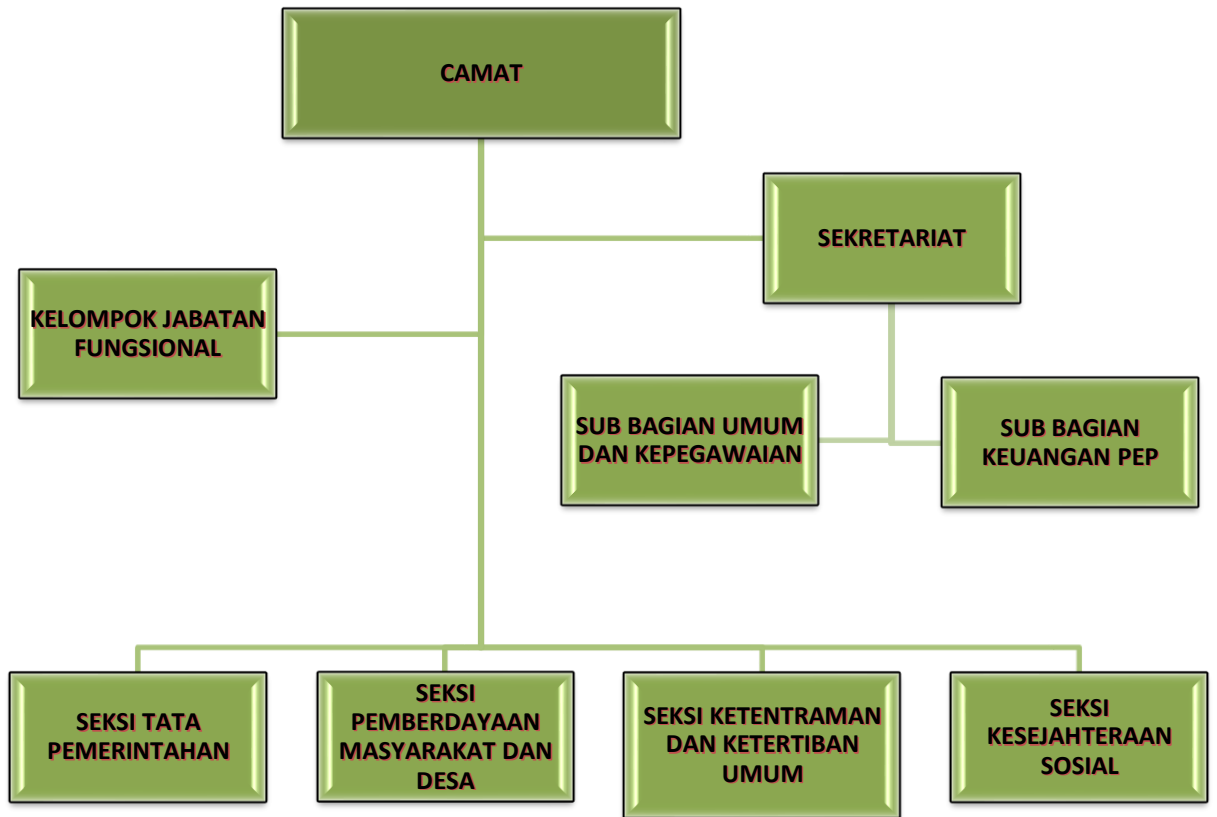 CAMAT
SEKRETARIAT
KELOMPOK JABATAN
FUNGSIONAL
SUB BAGIAN UMUM
DAN KEPEGAWAIAN
SUB BAGIAN
KEUANGAN PEP
SEKSI TATA
PEMERINTAHAN
SEKSI
PEMBERDAYAAN
MASYARAKAT DAN
DESA
SEKSI KETENTRAMAN
DAN KETERTIBAN
UMUM
SEKSI
KESEJAHTERAAN
SOSIAL